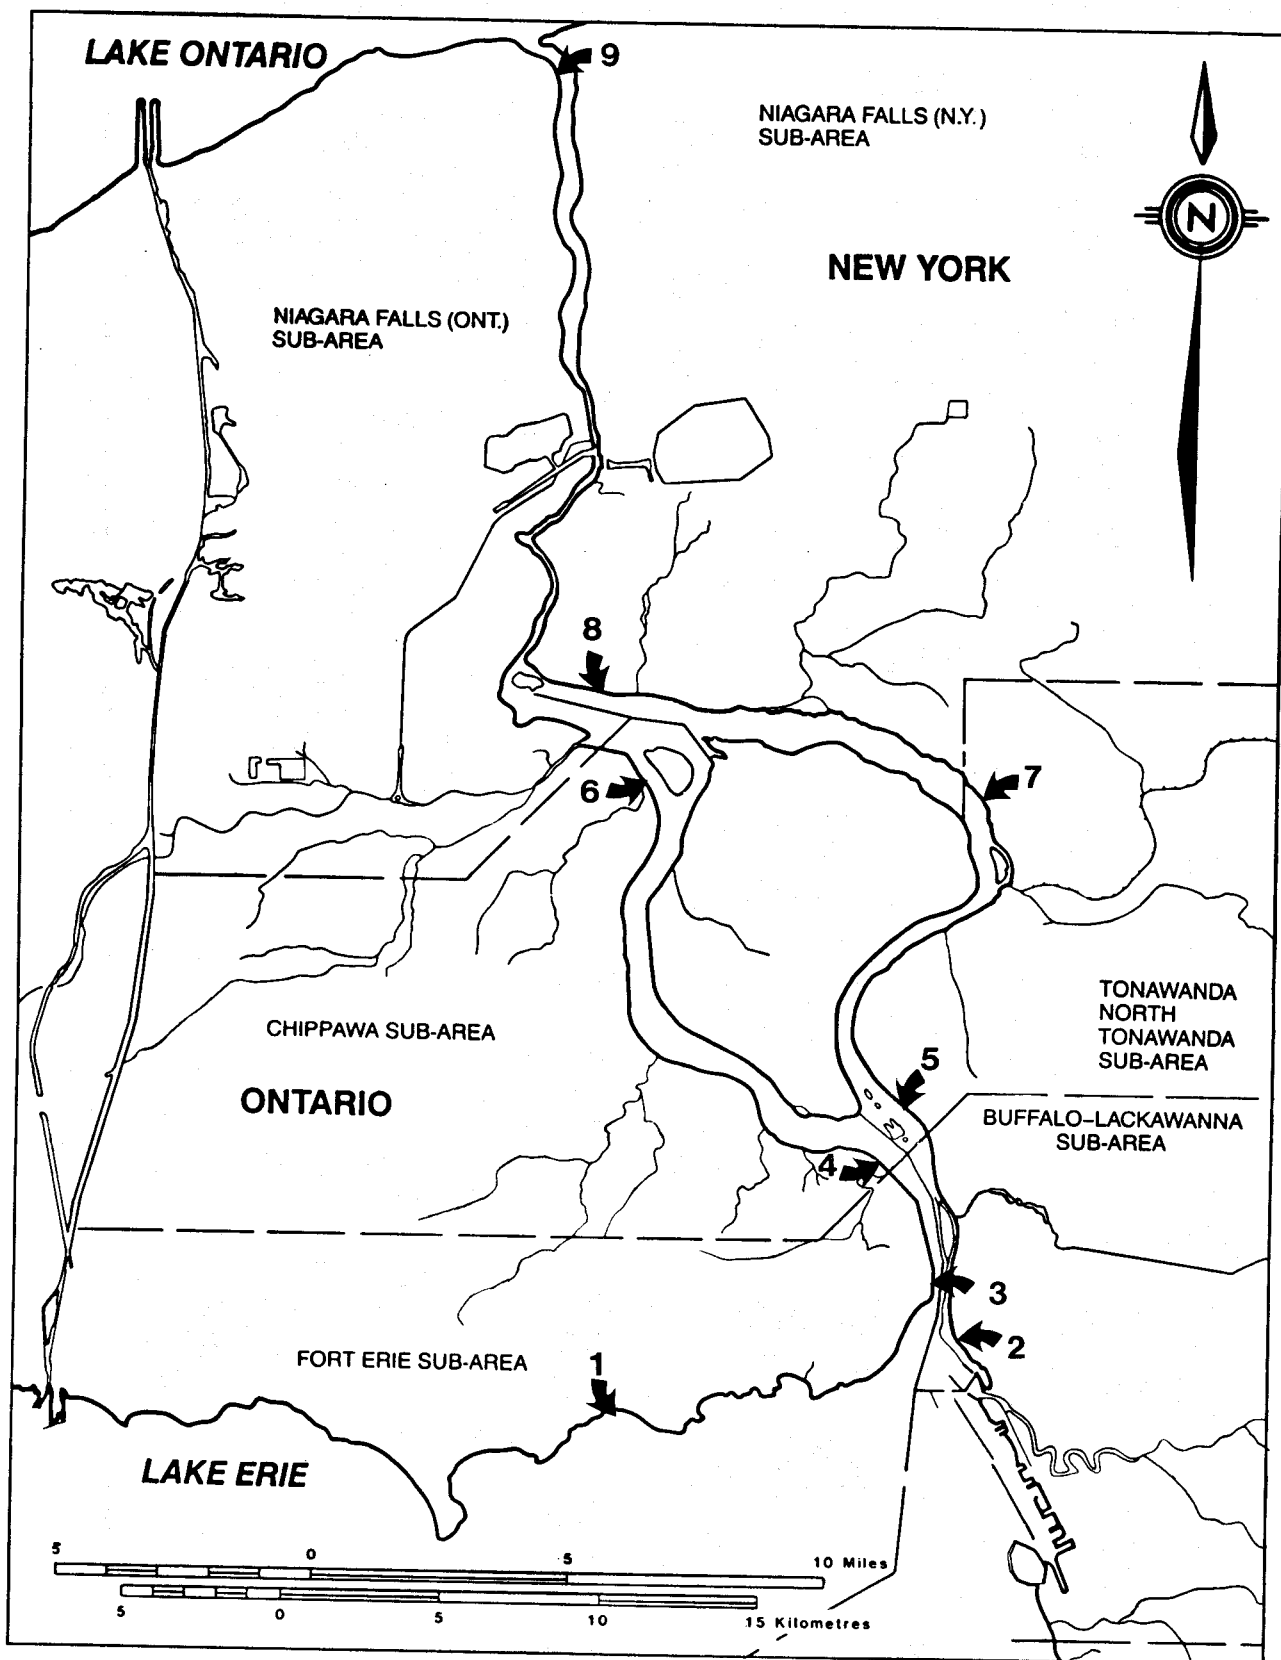 LAKE ONTARIO
9
NIAGARA FALLS (N.Y.)
SUB-AREA
N
NEW YORK
NIAGARA FALLS (ONT.)
SUB-AREA
8
7
6
TONAWANDA
NORTH
TONAWANDA
SUB-AREA
CHIPPAWA SUB-AREA
5
ONTARIO
BUFFALO-LACKAWANNA
SUB-AREA
4
3
2
FORT ERIE SUB-AREA
1
LAKE ERIE
5 0 5 10 Miles
5 0 5 10 15 Kilometres